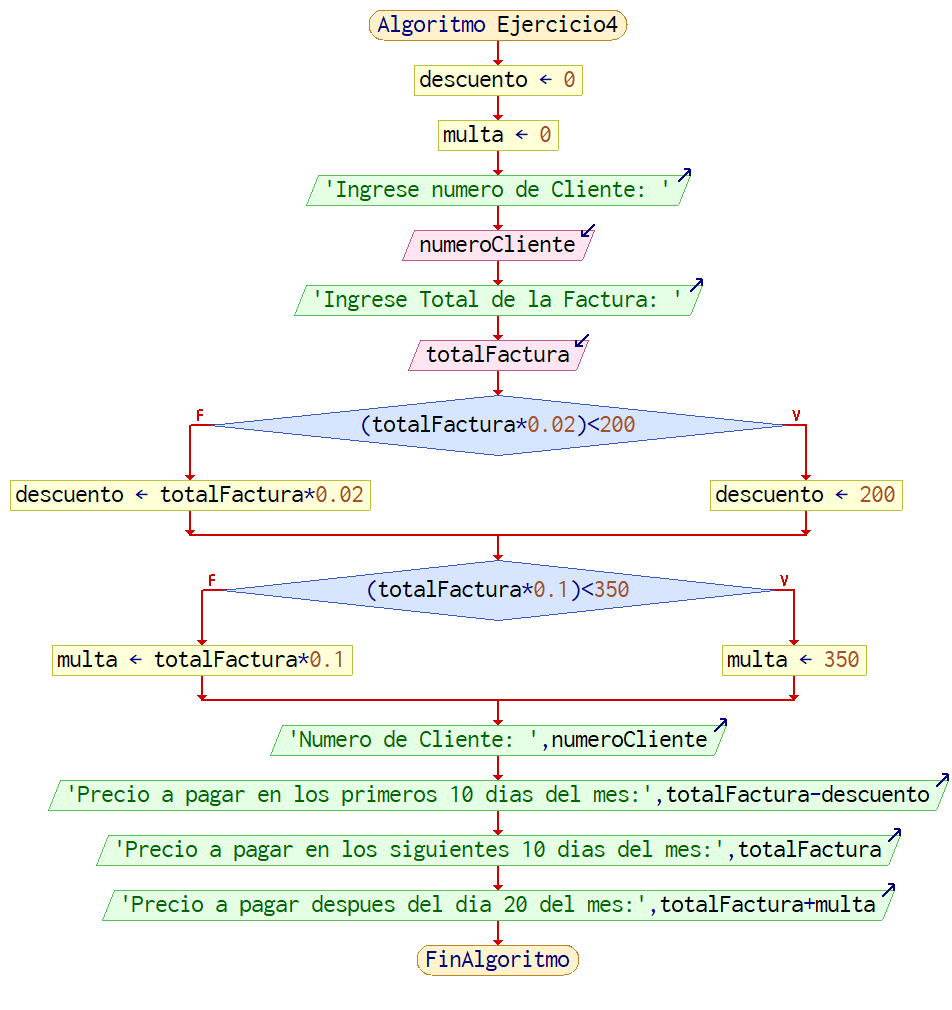 Algoritmo Ejercicio4
descuento ← 0
multa ← 0
'Ingrese numero de Cliente: '
numeroCliente
'Ingrese Total de la Factura: '
totalFactura
F
(totalFactura*0.02)<200
V
descuento ← totalFactura*0.02
descuento ← 200
F
(totalFactura*0.1)<350
V
multa ← totalFactura*0.1
multa ← 350
'Numero de Cliente: ',numeroCliente
'Precio a pagar en los primeros 10 dias del mes:',totalFactura-descuento
'Precio a pagar en los siguientes 10 dias del mes:',totalFactura
'Precio a pagar despues del dia 20 del mes:',totalFactura+multa
FinAlgoritmo